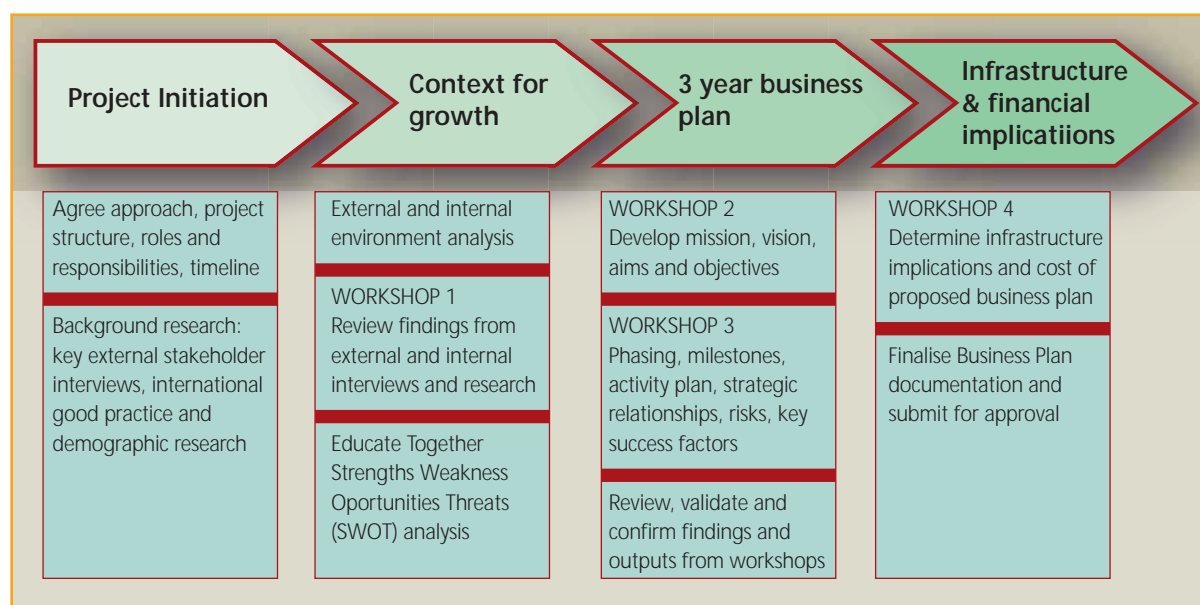 Project Initiation
Context for
growth
3 year business
plan
Infrastructure
& financial
implicatiions
Agree approach, project
structure, roles and
responsibilities, timeline
Background research:
key external stakeholder
interviews, international
good practice and
demographic research
External and internal
environment analysis
WORKSHOP 1
Review findings from
external and internal
interviews and research
Educate Together
Strengths Weakness
Oportunities Threats
(SWOT) analysis
WORKSHOP 2
Develop mission, vision,
aims and objectives
WORKSHOP 3
Phasing, milestones,
activity plan, strategic
relationships, risks, key
success factors
Review, validate and
confirm findings and
outputs from workshops
WORKSHOP 4
Determine infrastructure
implications and cost of
proposed business plan
Finalise Business Plan
documentation and
submit for approval